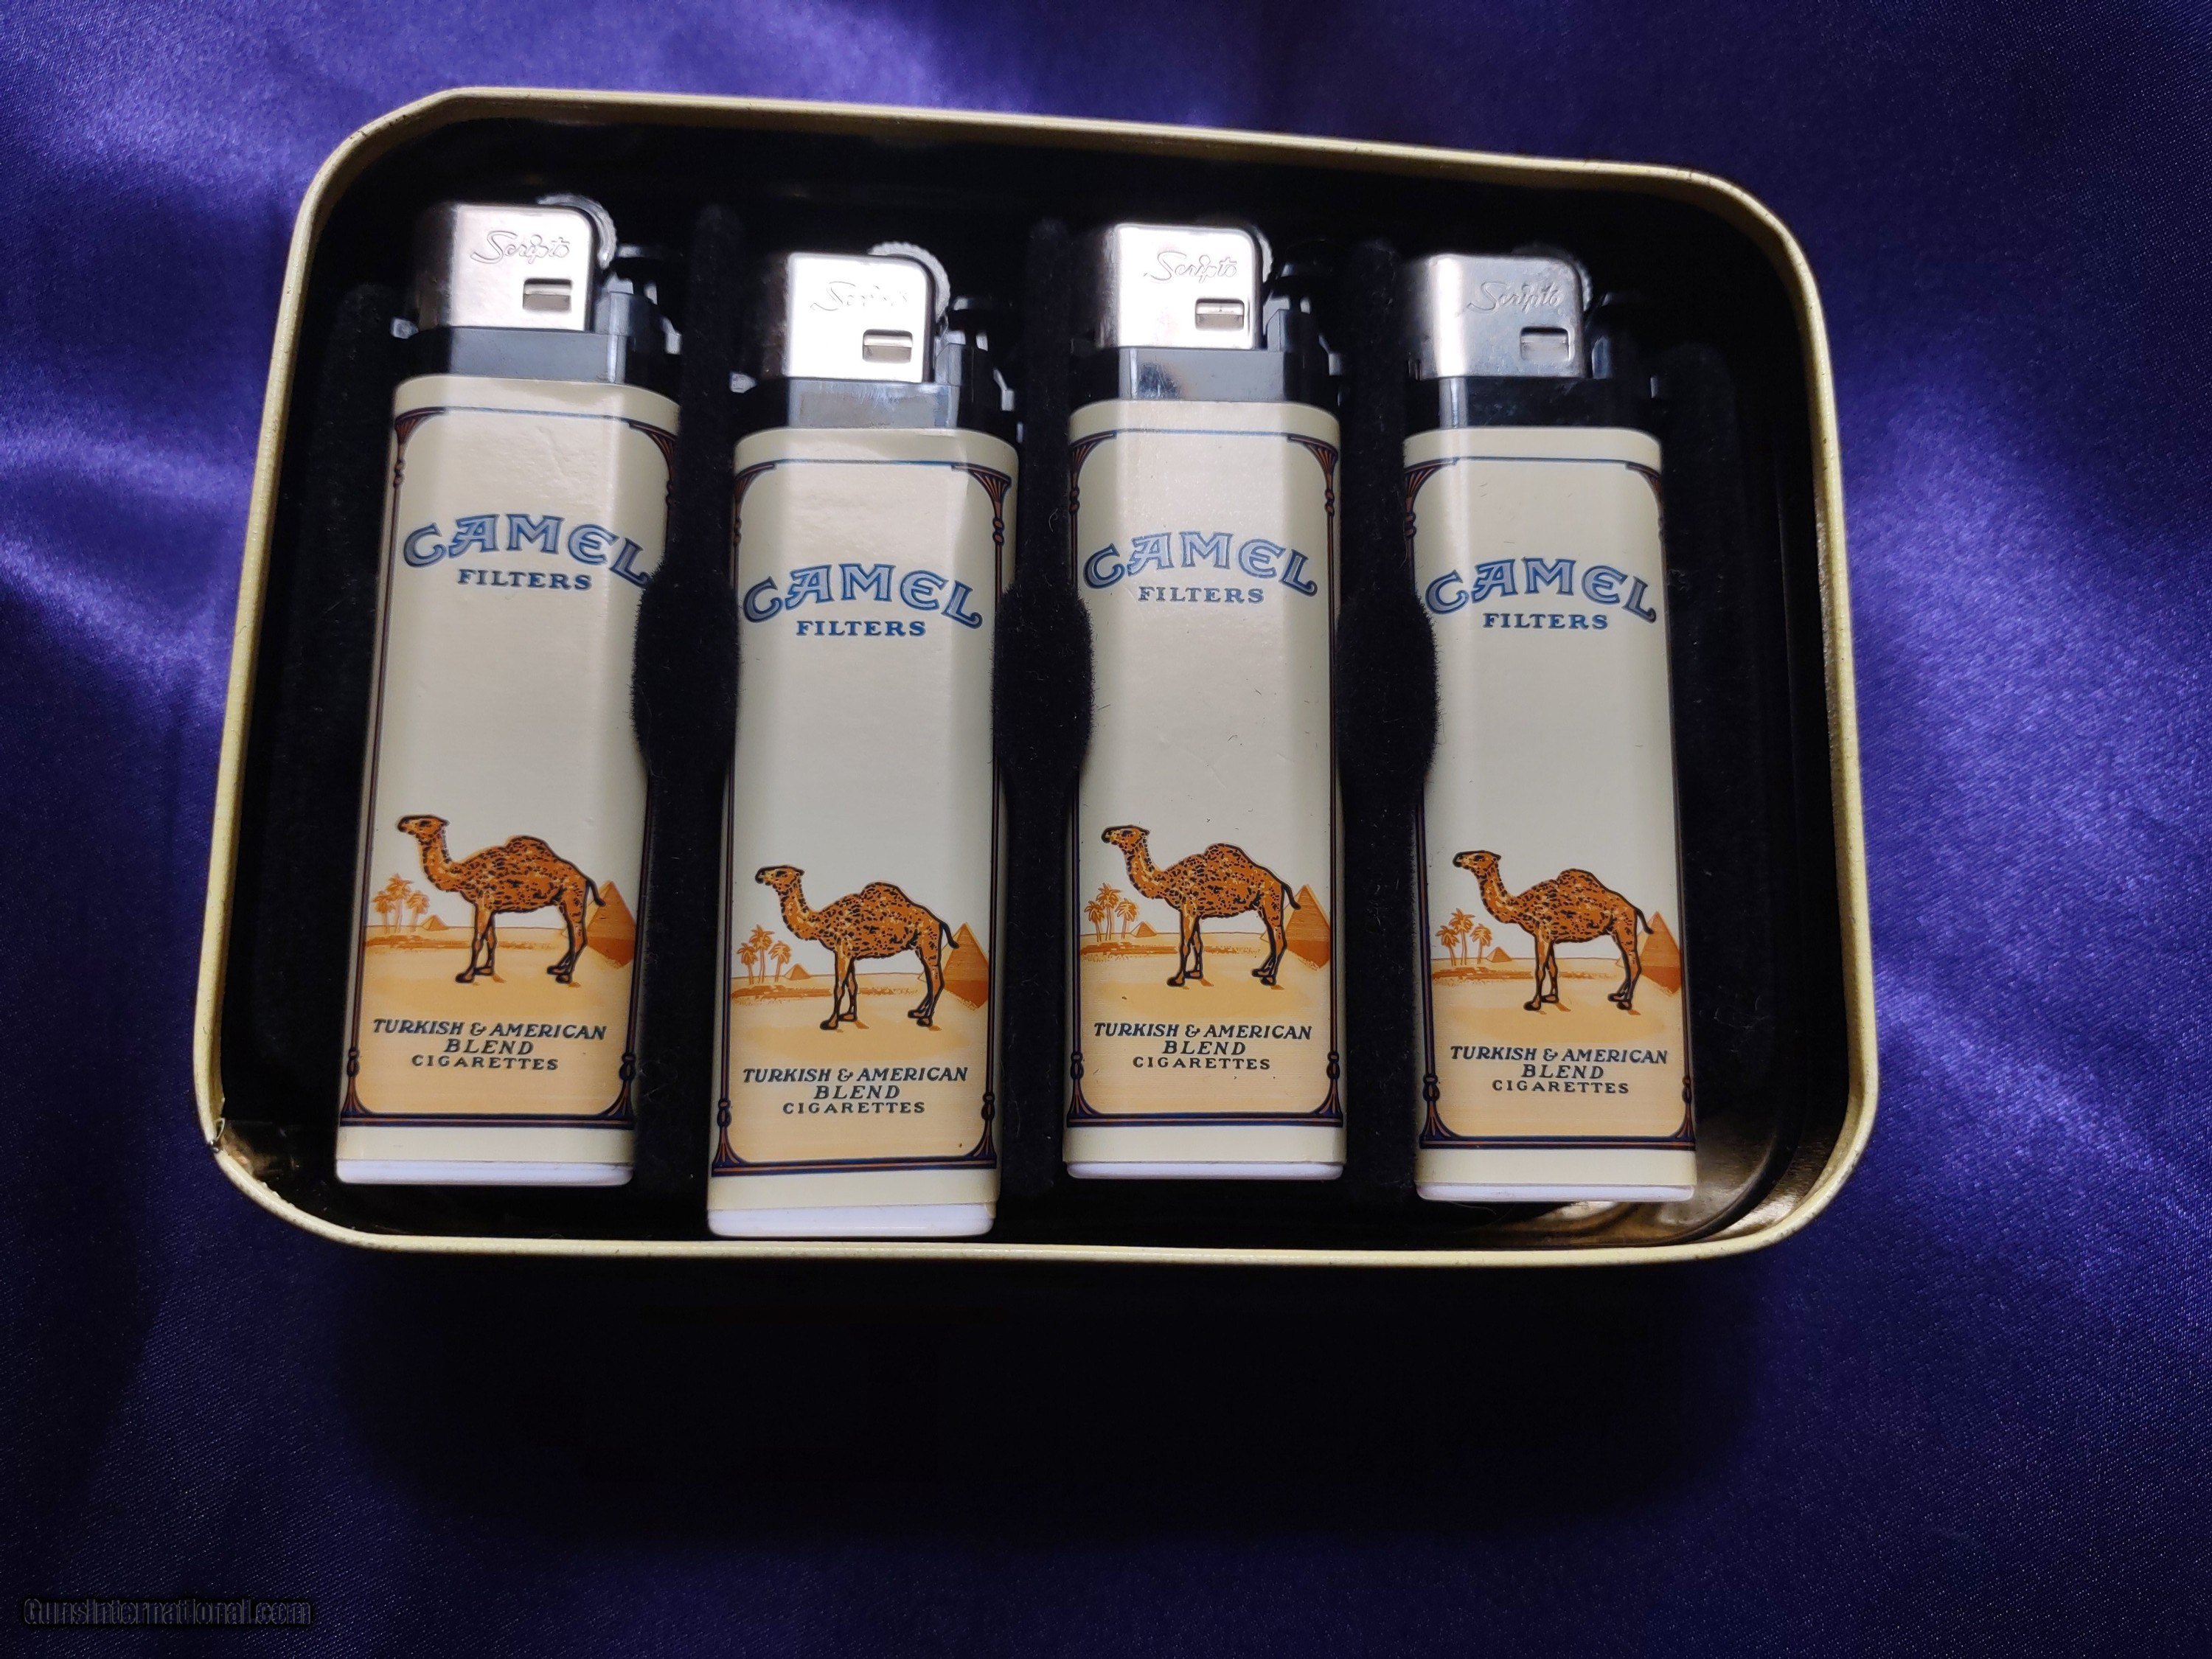 Scripto
Scripto
Scripto
Scripto
CAMEL
FILTERS
TURKISH & AMERICAN
BLEND
CIGARETTES
CAMEL
FILTERS
TURKISH & AMERICAN
BLEND
CIGARETTES
CAMEL
FILTERS
TURKISH & AMERICAN
BLEND
CIGARETTES
CAMEL
FILTERS
TURKISH & AMERICAN
BLEND
CIGARETTES
GunsInternational.com